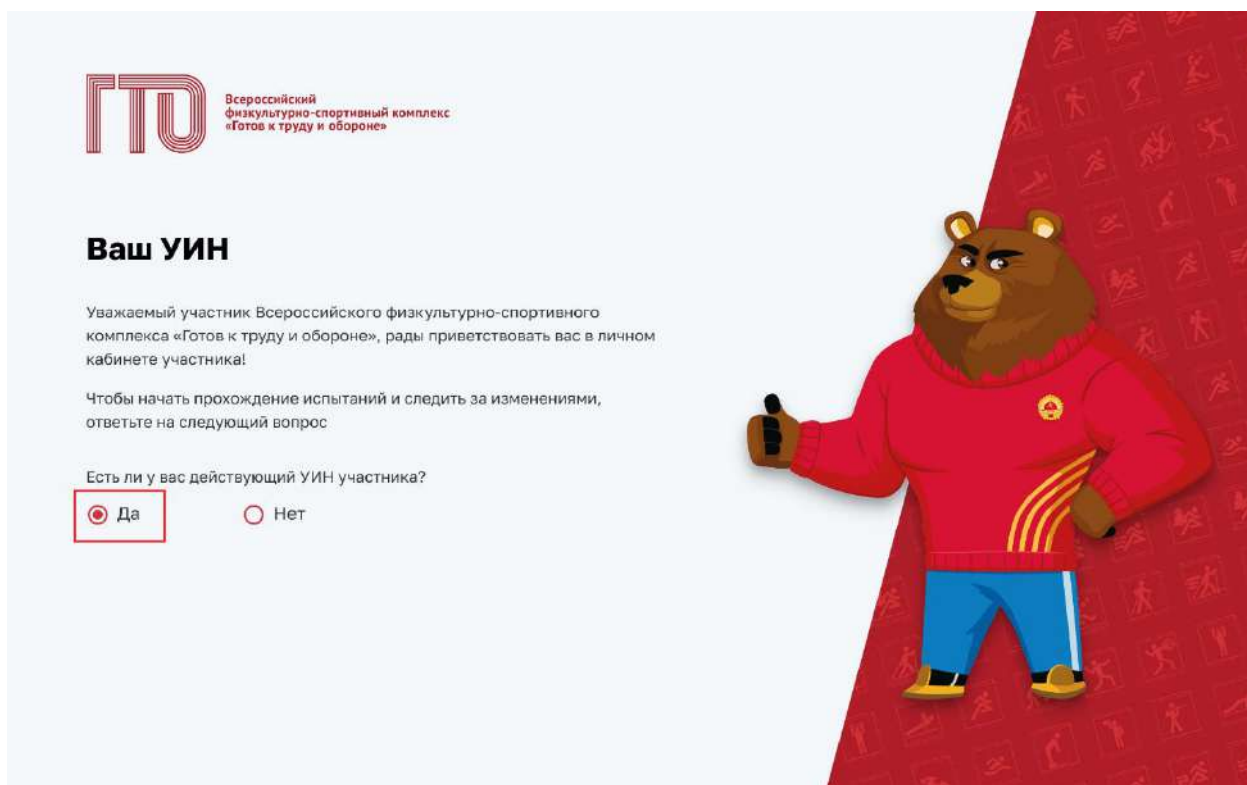 ГТО
Всероссийский
физкультурно-спортивный комплекс
«Готов к труду и обороне»
Ваш УИН
Уважаемый участник Всероссийского физкультурно-спортивного
комплекса «Готов к труду и обороне», рады приветствовать вас в личном
кабинете участника!
Чтобы начать прохождение испытаний и следить за изменениями,
ответьте на следующий вопрос
Есть ли у вас действующий УИН участника?
Да Нет